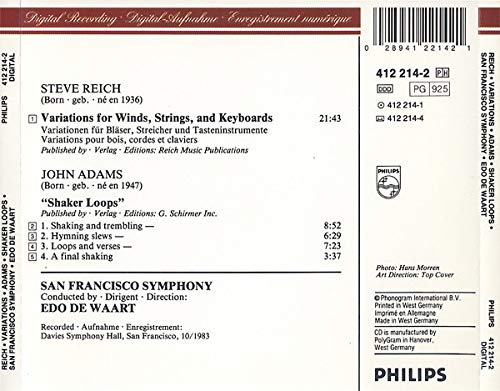 Digital Recording · Digital-Aufnahme · Enregistrement numérique
STEVE REICH
(Born · geb. · né en 1936)
1 Variations for Winds, Strings, and Keyboards 21:43
Variationen für Bläser, Streicher und Tasteninstrumente
Variations pour bois, cordes et claviers
Published by · Verlag · Editions: Reich Music Publications
JOHN ADAMS
(Born · geb. · né en 1947)
“Shaker Loops”
Published by · Verlag · Editions: G. Schirmer Inc.
2 1. Shaking and trembling — 8:52
3 2. Hymning slews — 6:29
4 3. Loops and verses — 7:23
5 4. A final shaking 3:37
SAN FRANCISCO SYMPHONY
Conducted by · Dirigent · Direction:
EDO DE WAART
Recorded · Aufnahme · Enregistrement:
Davies Symphony Hall, San Francisco, 10/1983
0 28941 22142 1
412 214-2 PH
DDD PG 925
412 214-1
412 214-4
PHILIPS
Photo: Hans Morren
Art Direction: Top Cover
℗ Phonogram International B.V.
Printed in West Germany
Imprimé en Allemagne
Made in West Germany
CD is manufactured by
PolyGram in Hanover,
West Germany
PHILIPS
REICH • VARIATIONS • ADAMS • SHAKER LOOPS •
SAN FRANCISCO SYMPHONY • EDO DE WAART
PHILIPS
412 214-2
DIGITAL
REICH • VARIATIONS • ADAMS • SHAKER LOOPS •
SAN FRANCISCO SYMPHONY • EDO DE WAART
PHILIPS
412 214-2
DIGITAL